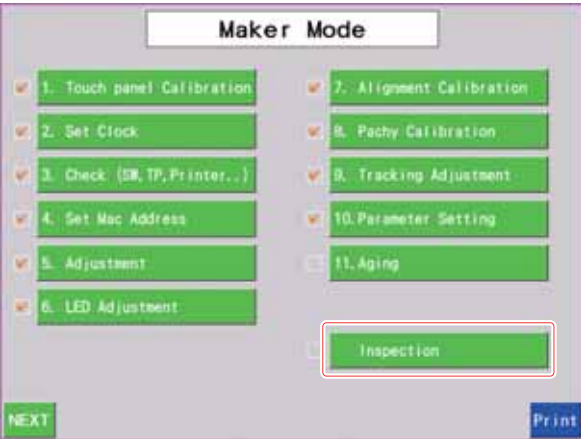 Maker Mode
1. Touch panel Calibration
2. Set Clock
3. Check (SW,TP,Printer..)
4. Set Mac Address
5. Adjustment
6. LED Adjustment
7. Alignment Calibration
8. Pachy Calibration
9. Tracking Adjustment
10.Parameter Setting
11.Aging
Inspection
NEXT
Print